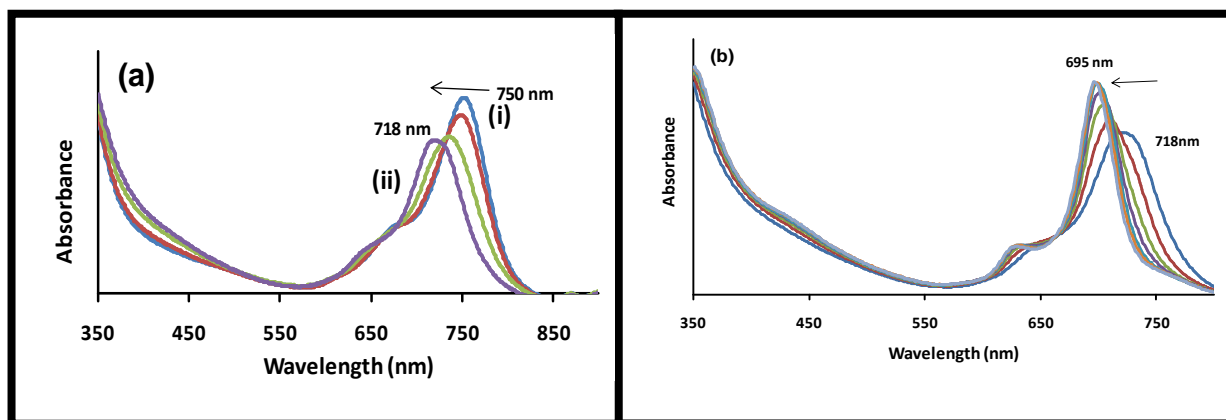 (a)
750 nm
(i)
718 nm
(ii)
Absorbance
350 450 550 650 750 850
Wavelength (nm)
(b)
695 nm
718nm
Absorbance
350 450 550 650 750
Wavelength (nm)